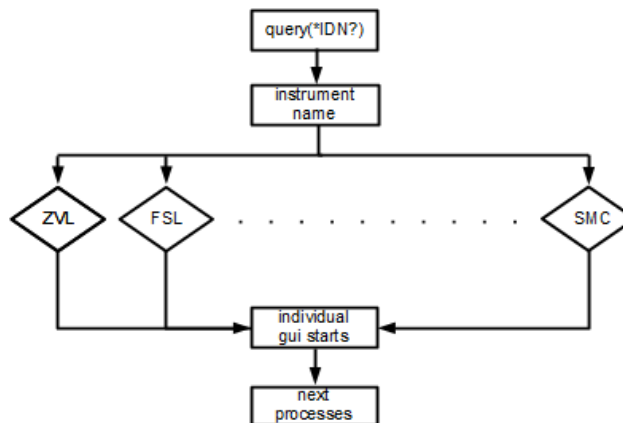 query(*IDN?)
instrument
name
ZVL
FSL
. . . . . . . . . . .
SMC
individual
gui starts
next
processes